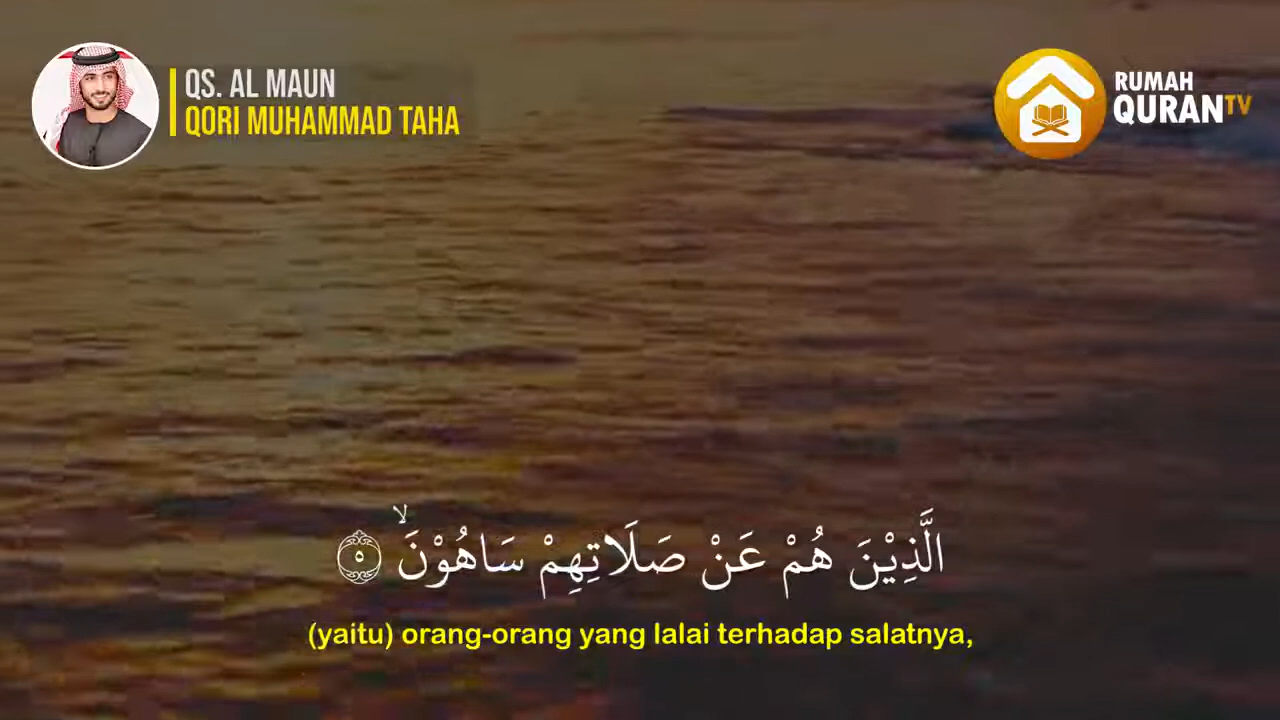 QS. AL MAUN
QORI MUHAMMAD TAHA
RUMAH
QURANTV
الَّذِيْنَ هُمْ عَنْ صَلَاتِهِمْ سَاهُوْنَۙ ٥
(yaitu) orang-orang yang lalai terhadap salatnya,